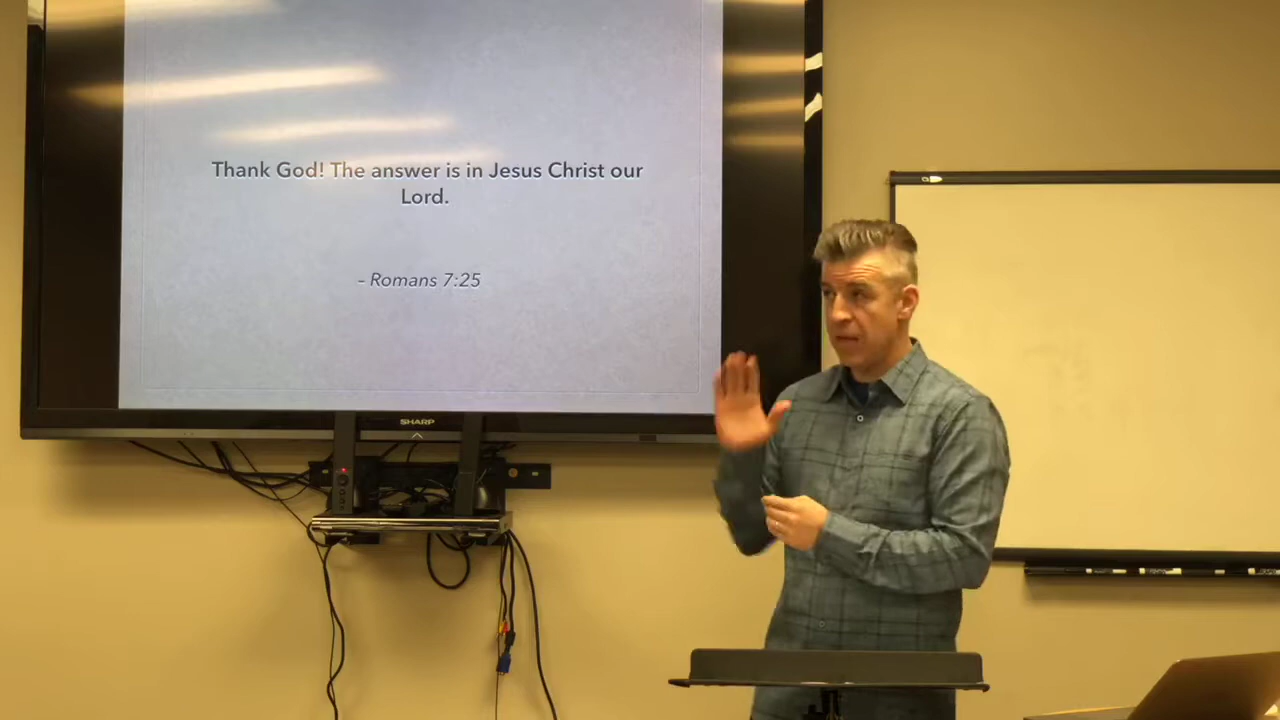 Thank God! The answer is in Jesus Christ our
Lord.
– Romans 7:25
SHARP